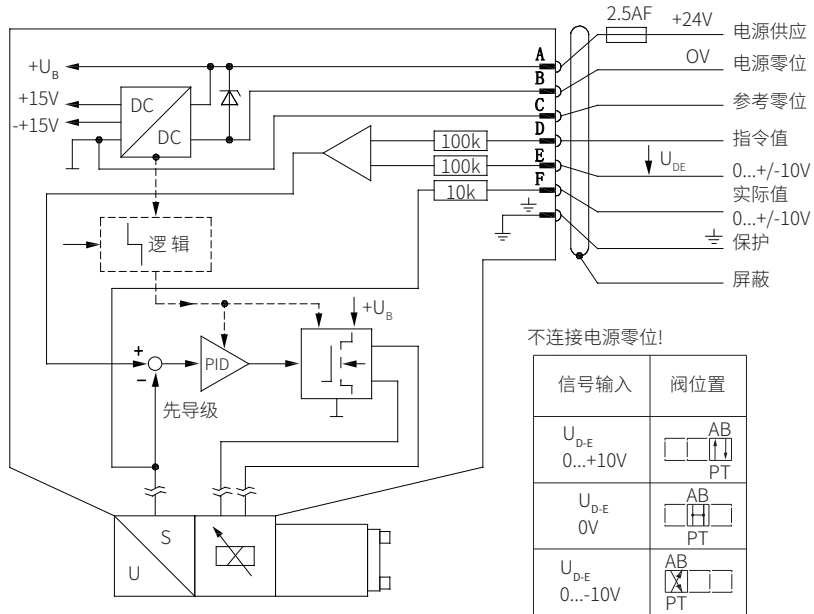 2.5AF
+24V
电源供应
A
+U_B
B
OV
电源零位
+15V
DC
C
参考零位
-+15V
DC
D
100k
指令值
E
100k
U_DE
0...+/-10V
F
10k
实际值
0...+/-10V
保护
逻辑
屏蔽
+U_B
+
PID
-
先导级
不连接电源零位!
信号输入
阀位置
U_D-E
0...+10V
AB
PT
U_D-E
0V
AB
PT
U_D-E
0...-10V
AB
PT
S
U